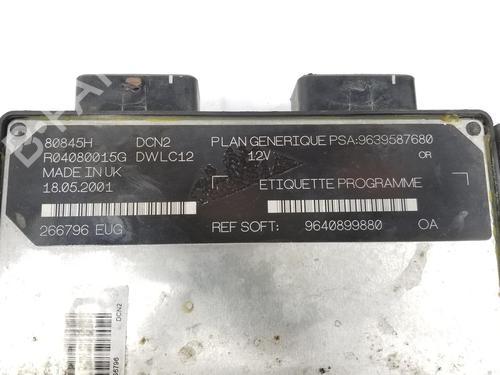 80845H DCN2 PLAN GENERIQUE PSA:9639587680
R04080015G DWLC12 12V OR
MADE IN UK
18.05.2001 ETIQUETTE PROGRAMME
266796 EUG REF SOFT: 9640899880 OA
DCN2